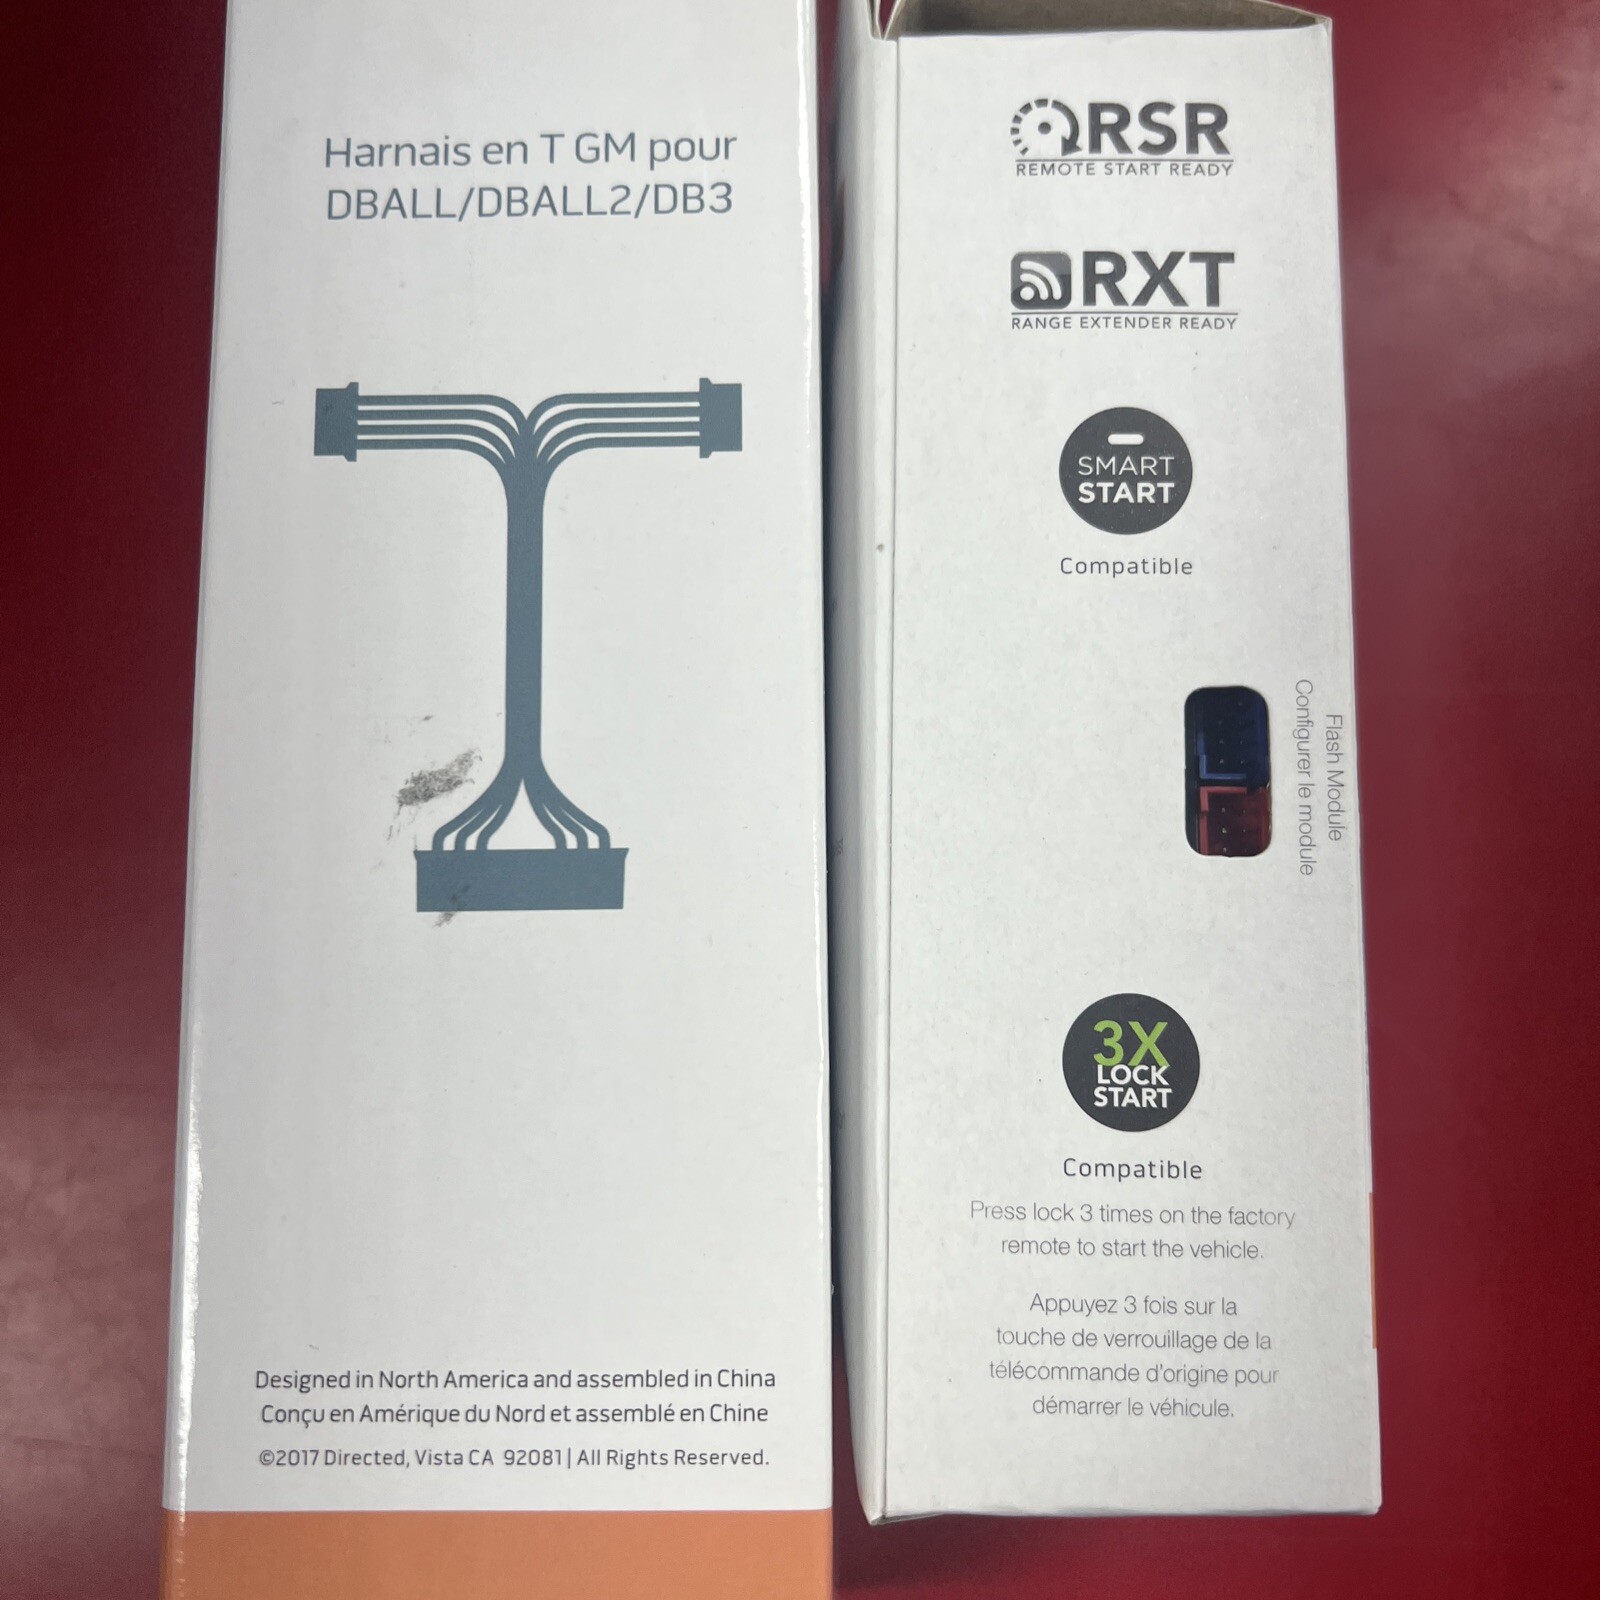 Harnais en T GM pour
DBALL/DBALL2/DB3
Designed in North America and assembled in China
Conçu en Amérique du Nord et assemblé en Chine
©2017 Directed, Vista CA 92081 | All Rights Reserved.
RSR
REMOTE START READY
RXT
RANGE EXTENDER READY
SMART
START
Compatible
Flash Module
Configurer le module
3X
LOCK
START
Compatible
Press lock 3 times on the factory
remote to start the vehicle.
Appuyez 3 fois sur la
touche de verrouillage de la
télécommande d'origine pour
démarrer le véhicule.